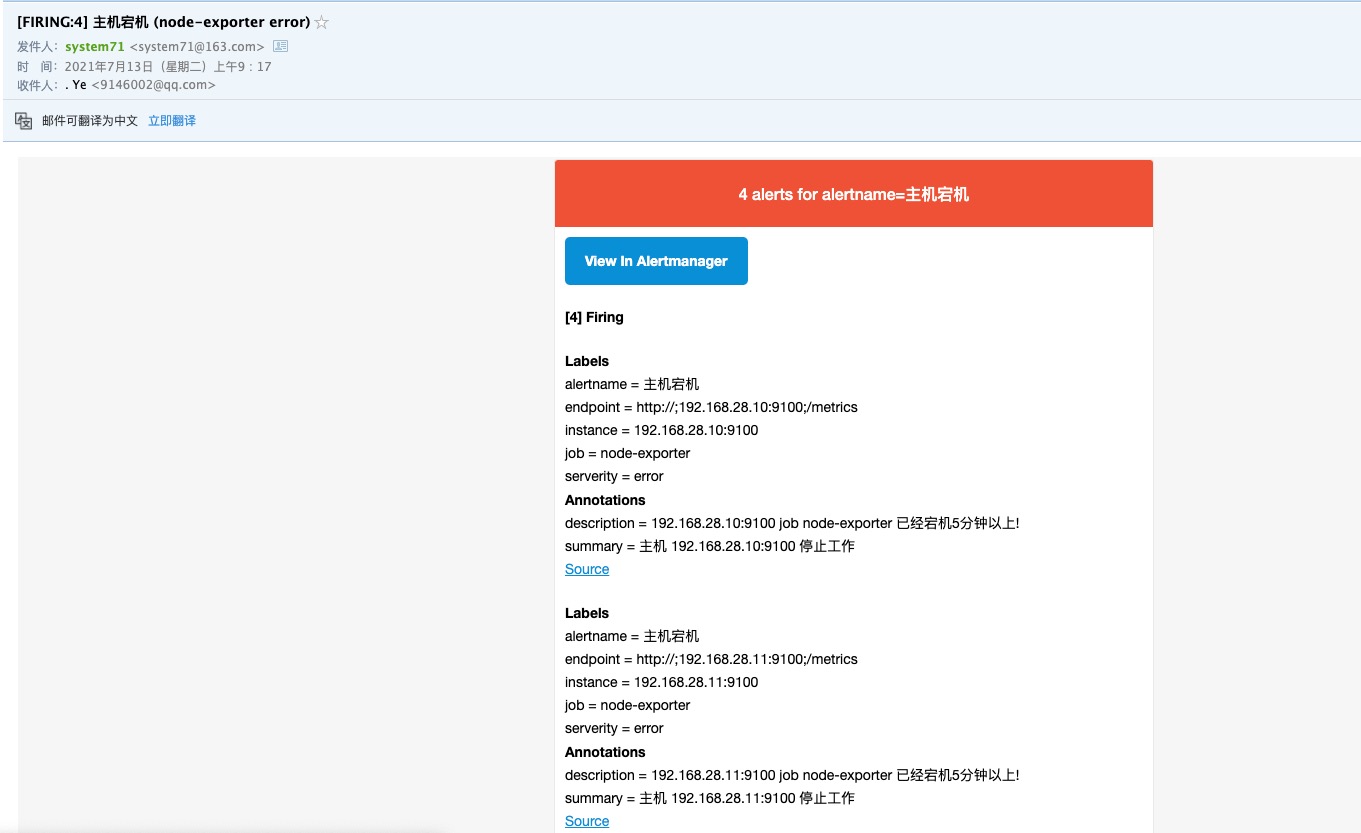 [FIRING:4] 主机宕机 (node-exporter error)
发件人: system71 <system71@163.com>
时 间: 2021年7月13日 (星期二) 上午9:17
收件人: . Ye <9146002@qq.com>
邮件可翻译为中文 立即翻译
4 alerts for alertname=主机宕机
View In Alertmanager
[4] Firing
Labels
alertname = 主机宕机
endpoint = http://;192.168.28.10:9100;/metrics
instance = 192.168.28.10:9100
job = node-exporter
serverity = error
Annotations
description = 192.168.28.10:9100 job node-exporter 已经宕机5分钟以上!
summary = 主机 192.168.28.10:9100 停止工作
Source
Labels
alertname = 主机宕机
endpoint = http://;192.168.28.11:9100;/metrics
instance = 192.168.28.11:9100
job = node-exporter
serverity = error
Annotations
description = 192.168.28.11:9100 job node-exporter 已经宕机5分钟以上!
summary = 主机 192.168.28.11:9100 停止工作
Source